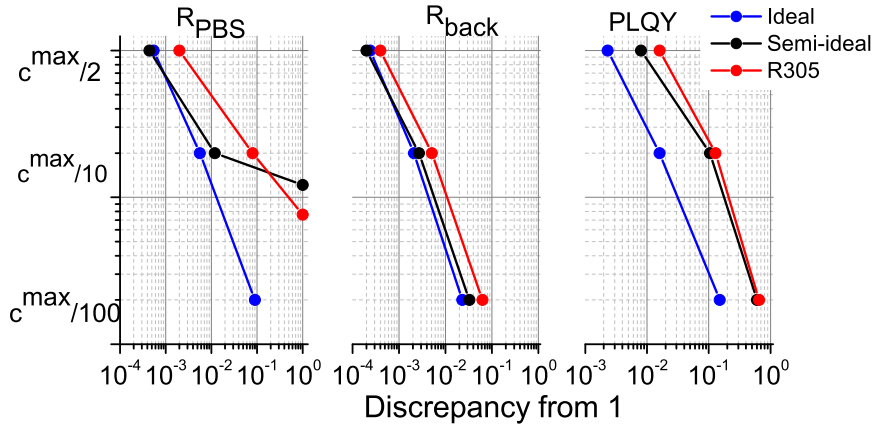 R_PBS R_back PLQY
Ideal
Semi-ideal
R305
c^max/2
c^max/10
c^max/100
10^-4 10^-3 10^-2 10^-1 10^0 10^-4 10^-3 10^-2 10^-1 10^0 10^-3 10^-2 10^-1 10^0
Discrepancy from 1